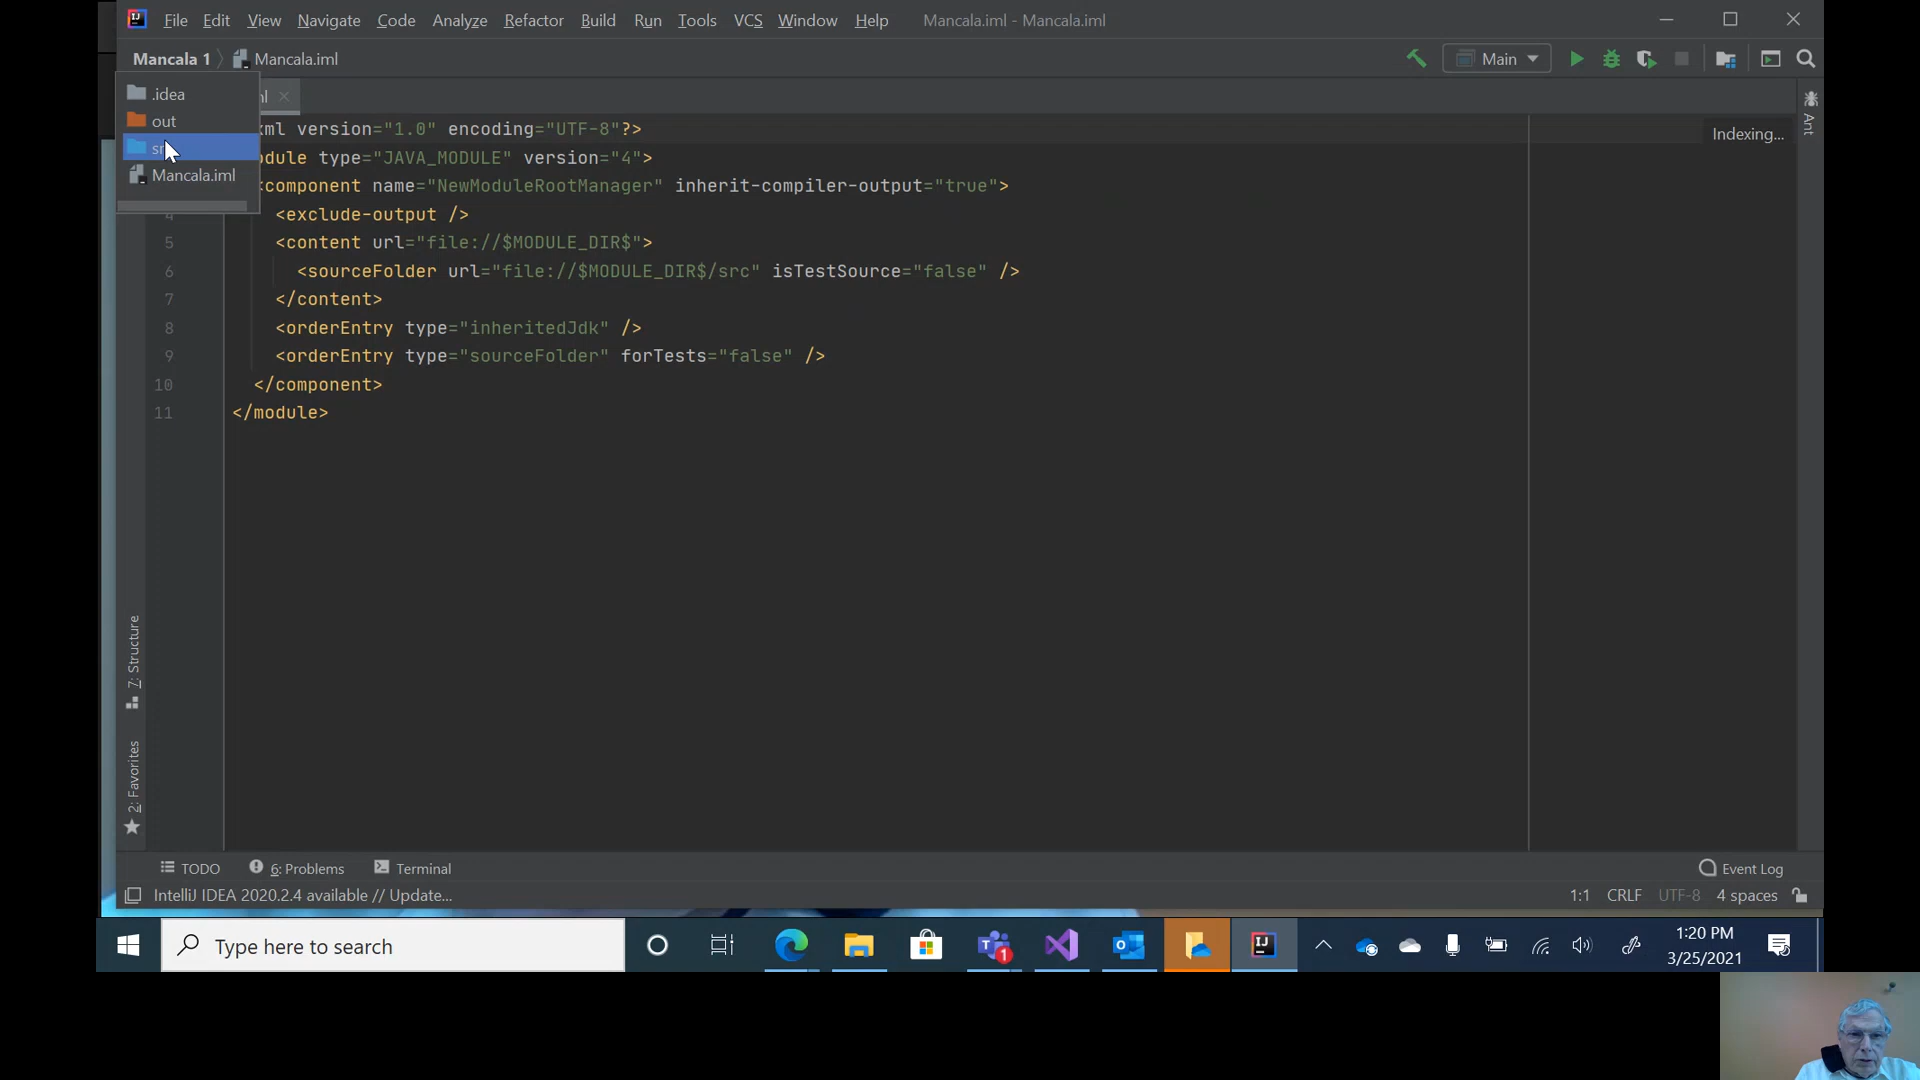 File Edit View Navigate Code Analyze Refactor Build Run Tools VCS Window Help Mancala.iml - Mancala.iml
Mancala 1 Mancala.iml Main
.idea
out
Mancala.iml
xml version="1.0" encoding="UTF-8"?>
odule type="JAVA_MODULE" version="4">
<component name="NewModuleRootManager" inherit-compiler-output="true">
4 <exclude-output />
5 <content url="file://$MODULE_DIR$">
6 <sourceFolder url="file://$MODULE_DIR$/src" isTestSource="false" />
7 </content>
8 <orderEntry type="inheritedJdk" />
9 <orderEntry type="sourceFolder" forTests="false" />
10 </component>
11 </module>
Indexing...
Ant
7: Structure
2: Favorites
TODO 6: Problems Terminal Event Log
IntelliJ IDEA 2020.2.4 available // Update... 1:1 CRLF UTF-8 4 spaces
Type here to search
1
1:20 PM
3/25/2021